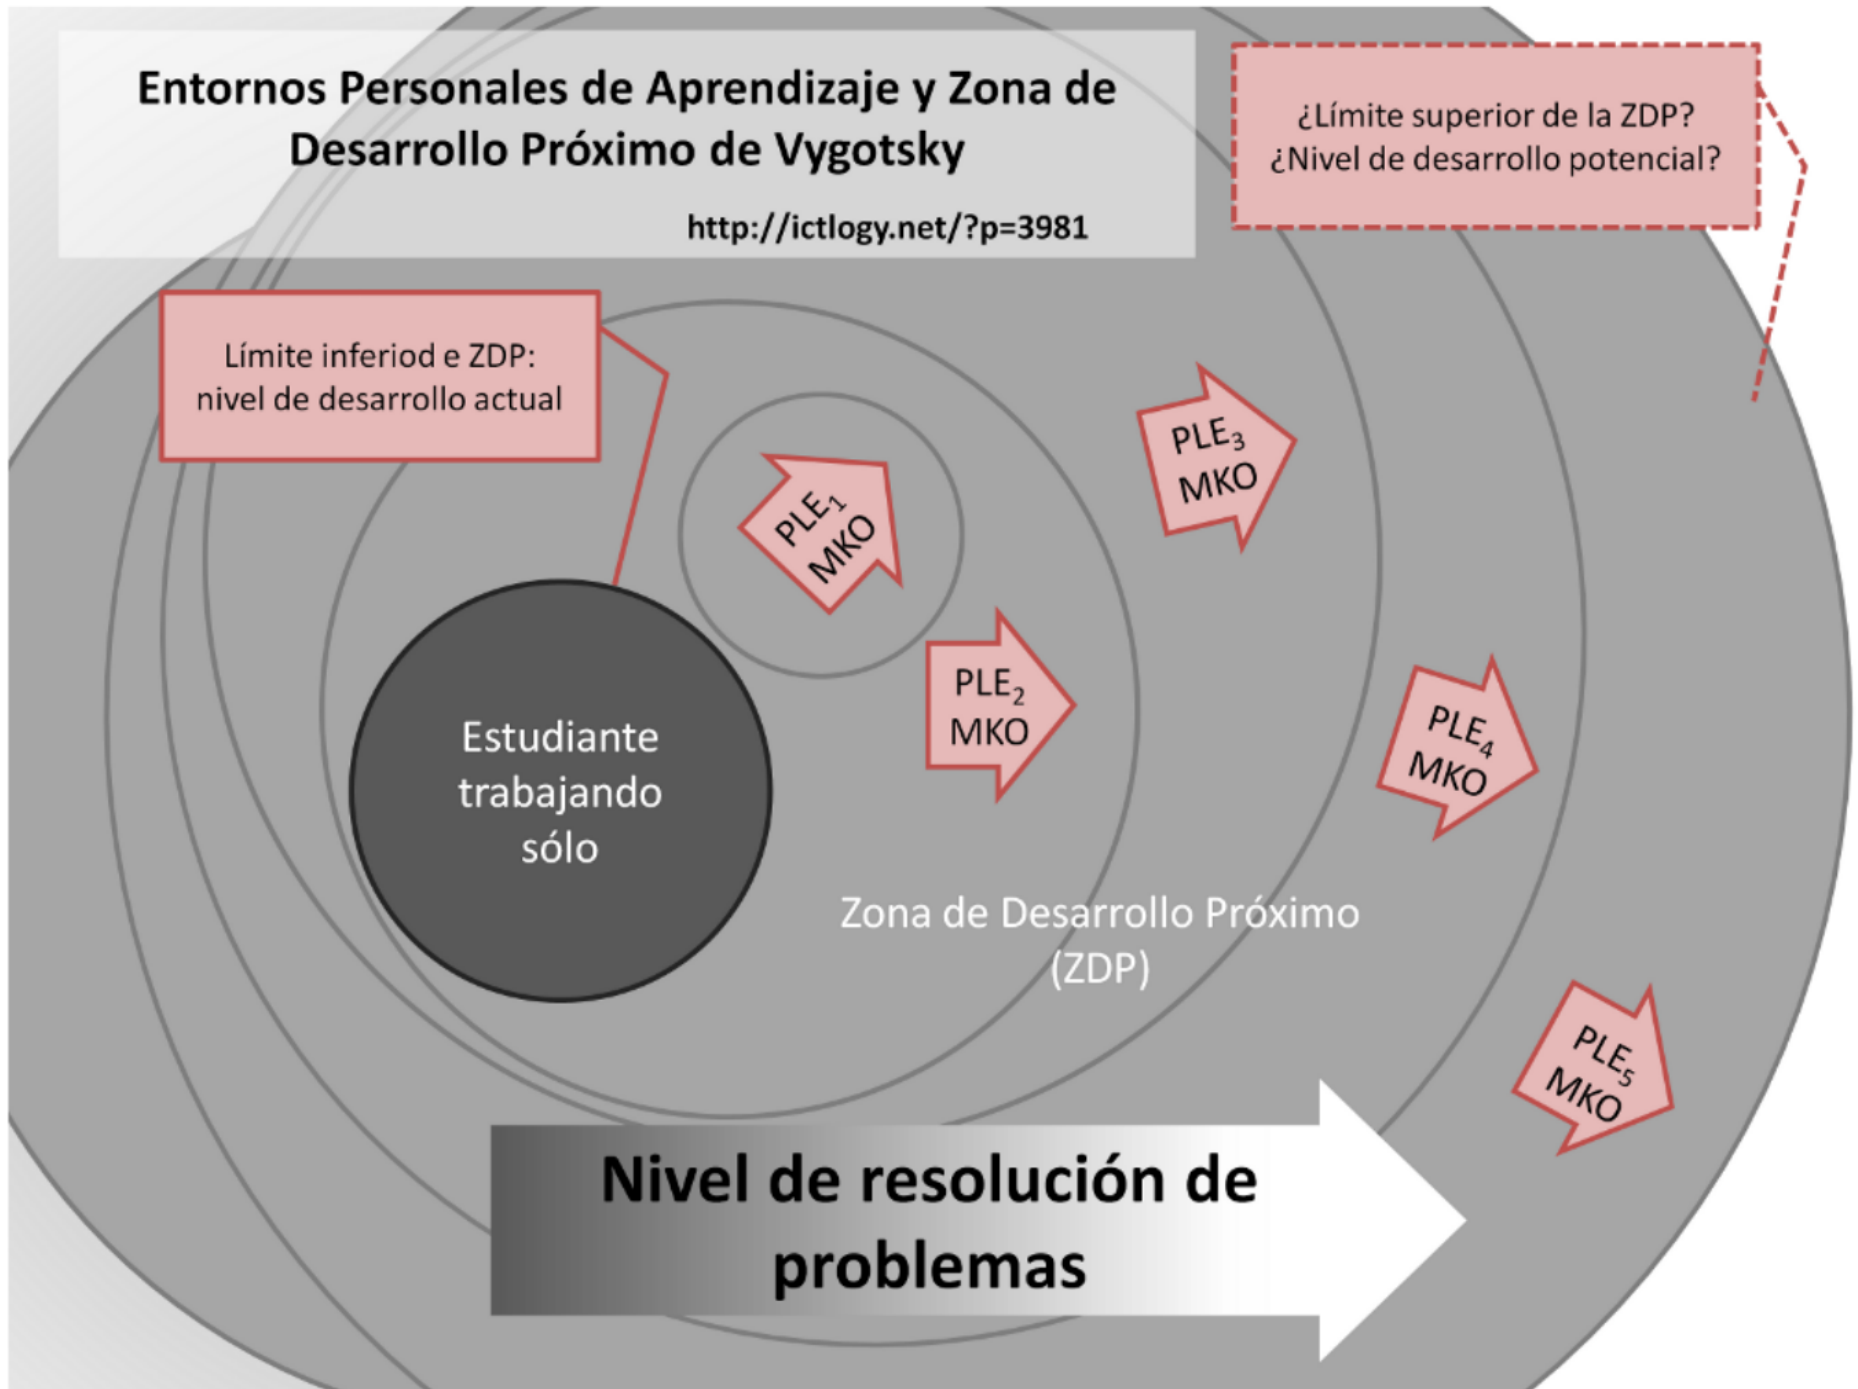 Entornos Personales de Aprendizaje y Zona de
Desarrollo Próximo de Vygotsky
http://ictlogy.net/?p=3981
¿Límite superior de la ZDP?
¿Nivel de desarrollo potencial?
Límite inferiod e ZDP:
nivel de desarrollo actual
PLE₃
MKO
PLE₁
MKO
PLE₂
MKO
PLE₄
MKO
Estudiante
trabajando
sólo
Zona de Desarrollo Próximo
(ZDP)
PLE₅
MKO
Nivel de resolución de
problemas